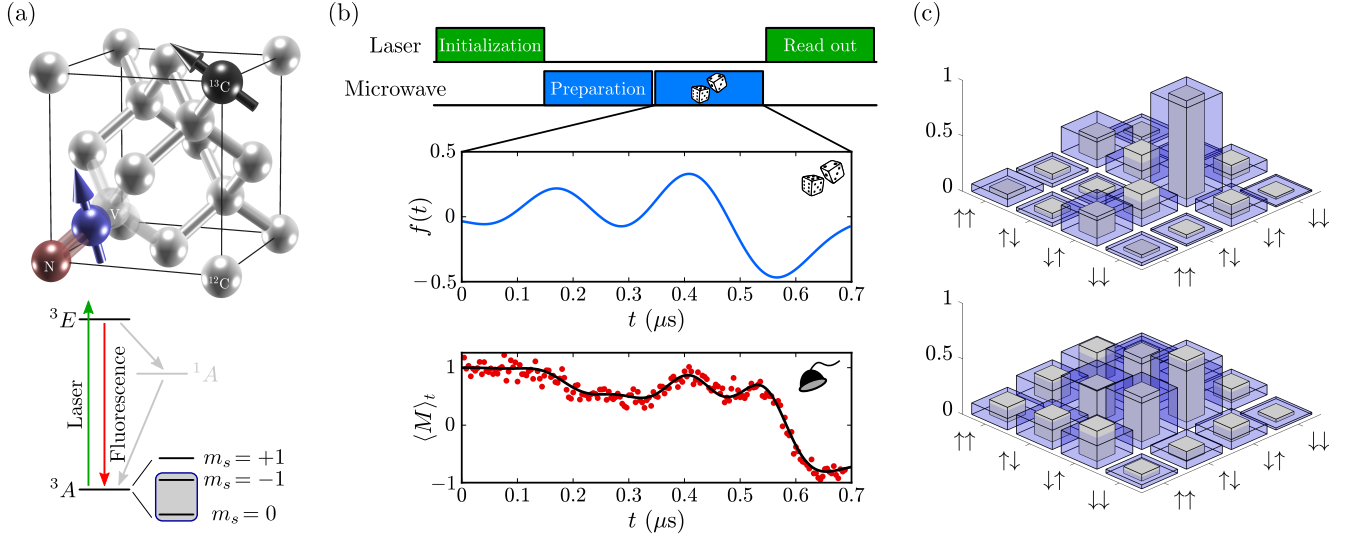 (a)
¹³C
V
N
¹²C
³E
¹A
Laser
Fluorescence
³A
mₛ = +1
mₛ = −1
mₛ = 0
(b)
Laser
Initialization
Read out
Microwave
Preparation
0.5
0
−0.5
f(t)
0 0.1 0.2 0.3 0.4 0.5 0.6 0.7
t (μs)
1
0
−1
⟨M⟩ₜ
0 0.1 0.2 0.3 0.4 0.5 0.6 0.7
t (μs)
(c)
1
0.5
0
↑↑ ↑↓ ↓↑ ↓↓
↑↑ ↑↓ ↓↑ ↓↓
1
0.5
0
↑↑ ↑↓ ↓↑ ↓↓
↑↑ ↑↓ ↓↑ ↓↓